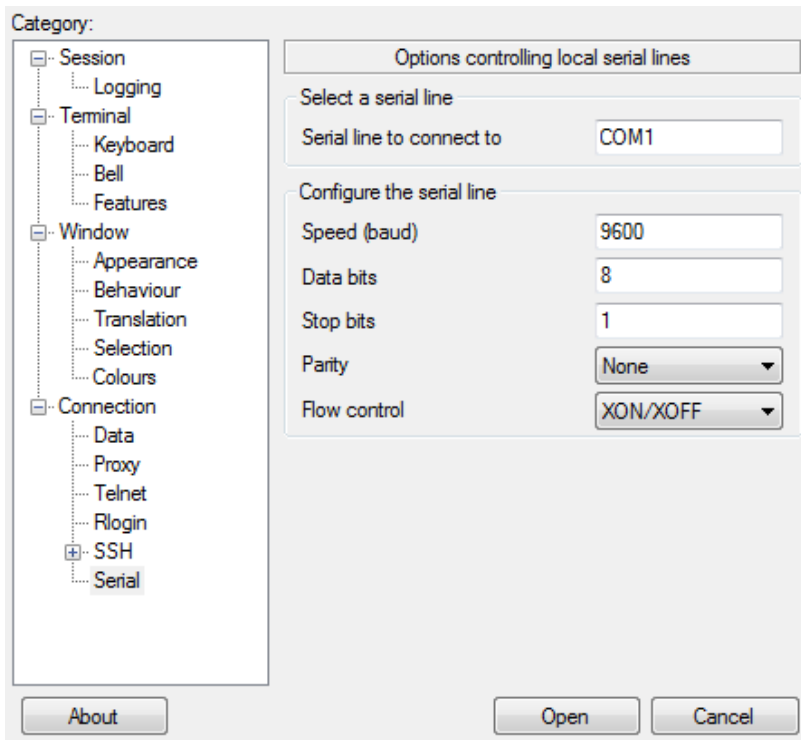 Category:
Session
Logging
Terminal
Keyboard
Bell
Features
Window
Appearance
Behaviour
Translation
Selection
Colours
Connection
Data
Proxy
Telnet
Rlogin
SSH
Serial
Options controlling local serial lines
Select a serial line
Serial line to connect to COM1
Configure the serial line
Speed (baud) 9600
Data bits 8
Stop bits 1
Parity None
Flow control XON/XOFF
About Open Cancel